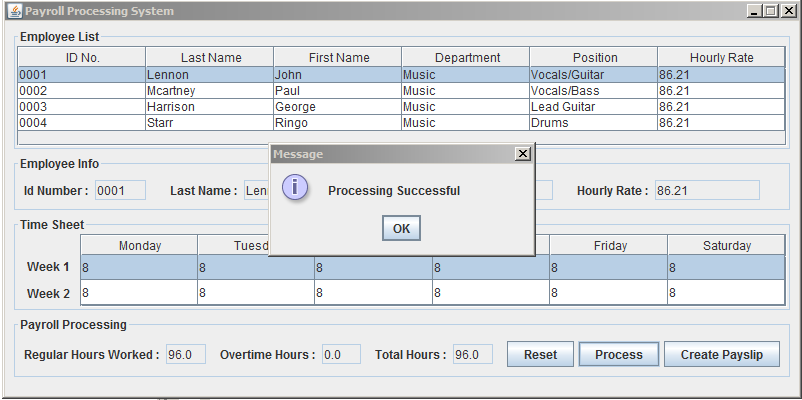 Payroll Processing System
Employee List
ID No. Last Name First Name Department Position Hourly Rate
0001 Lennon John Music Vocals/Guitar 86.21
0002 Mcartney Paul Music Vocals/Bass 86.21
0003 Harrison George Music Lead Guitar 86.21
0004 Starr Ringo Music Drums 86.21
Message
Processing Successful
OK
Employee Info
Id Number : 0001 Last Name : Len Hourly Rate : 86.21
Time Sheet
Monday Tuesd Friday Saturday
Week 1 8 8 8 8 8 8
Week 2 8 8 8 8 8 8
Payroll Processing
Regular Hours Worked : 96.0 Overtime Hours : 0.0 Total Hours : 96.0 Reset Process Create Payslip